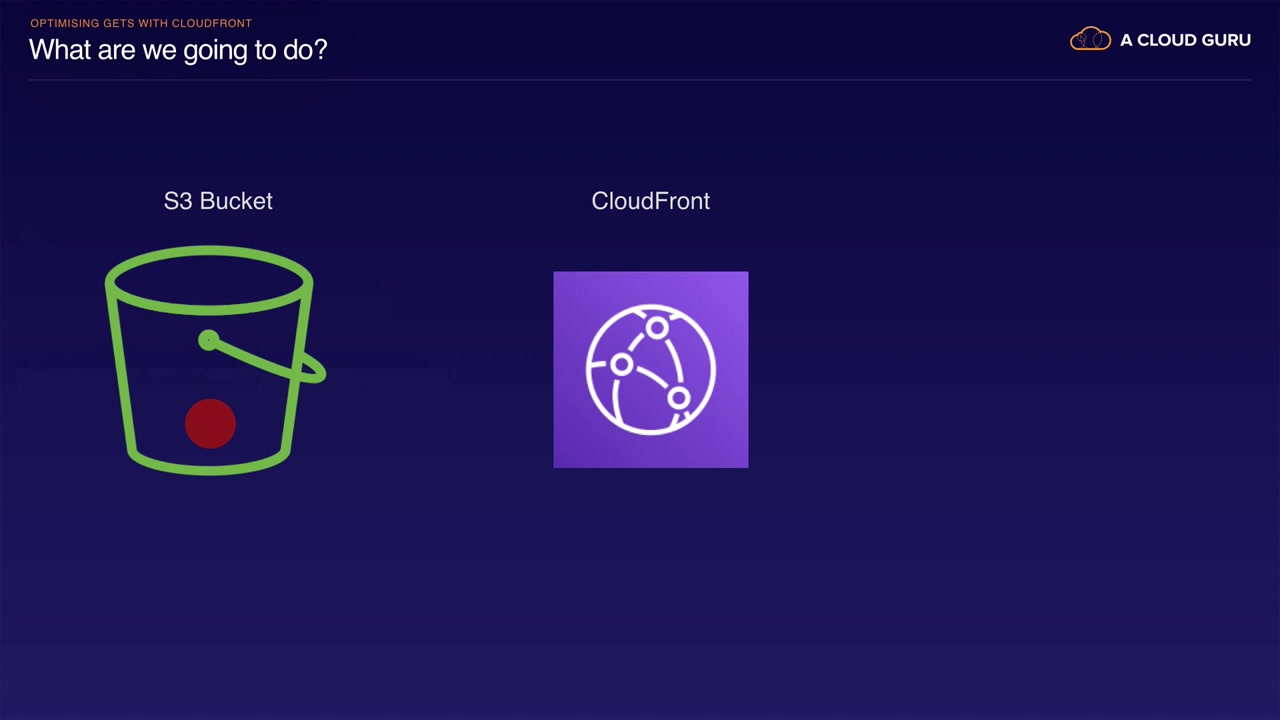 OPTIMISING GETS WITH CLOUDFRONT
What are we going to do?
A CLOUD GURU
S3 Bucket
CloudFront